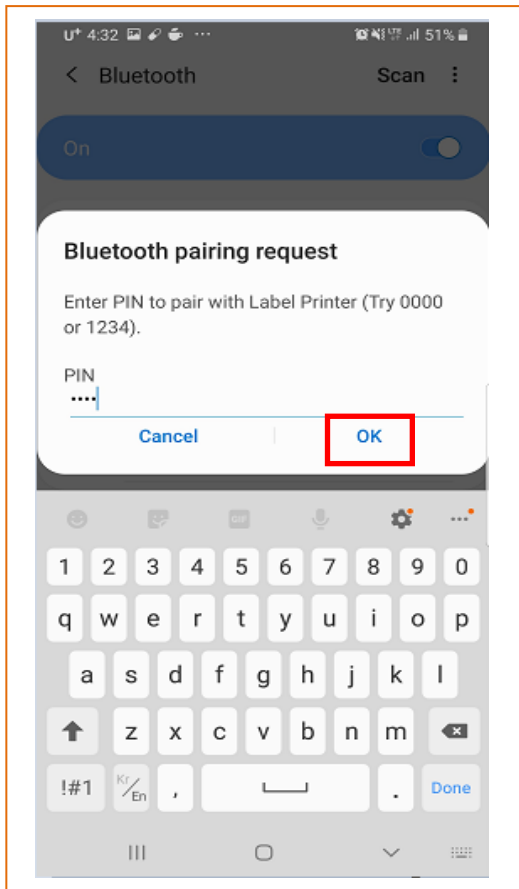 U+ 4:32 LTE 51%
< Bluetooth Scan
On
Bluetooth pairing request
Enter PIN to pair with Label Printer (Try 0000
or 1234).
PIN
••••
Cancel OK
GIF
1 2 3 4 5 6 7 8 9 0
q w e r t y u i o p
a s d f g h j k l
z x c v b n m
!#1 Kr/En , . Done